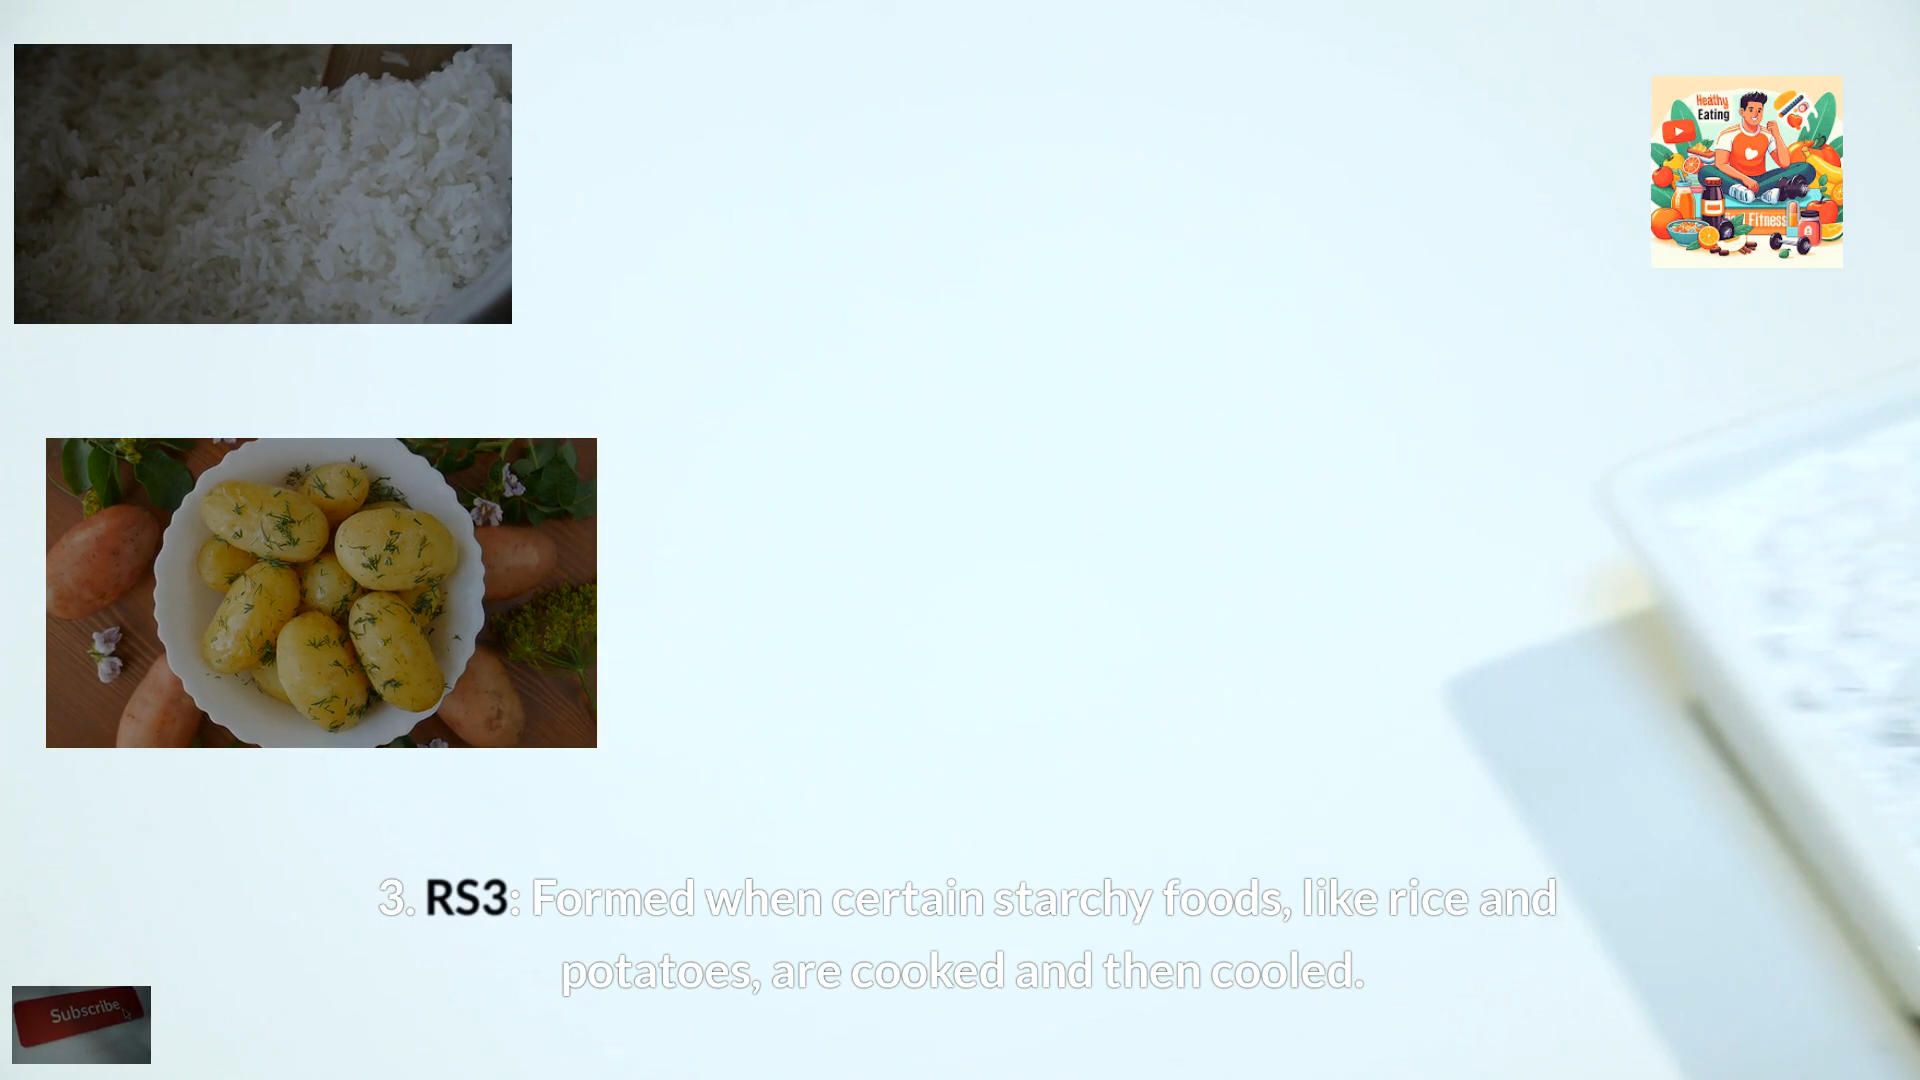 Healthy
Eating
Fitness
3. RS3: Formed when certain starchy foods, like rice and
potatoes, are cooked and then cooled.
Subscribe